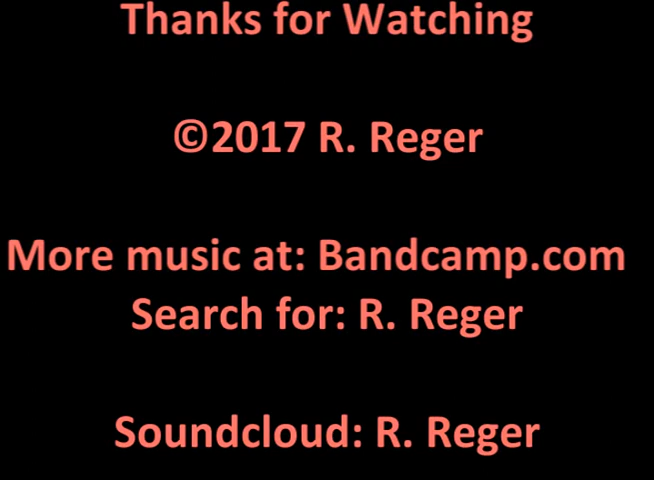 Thanks for Watching
©2017 R. Reger
More music at: Bandcamp.com
Search for: R. Reger
Soundcloud: R. Reger